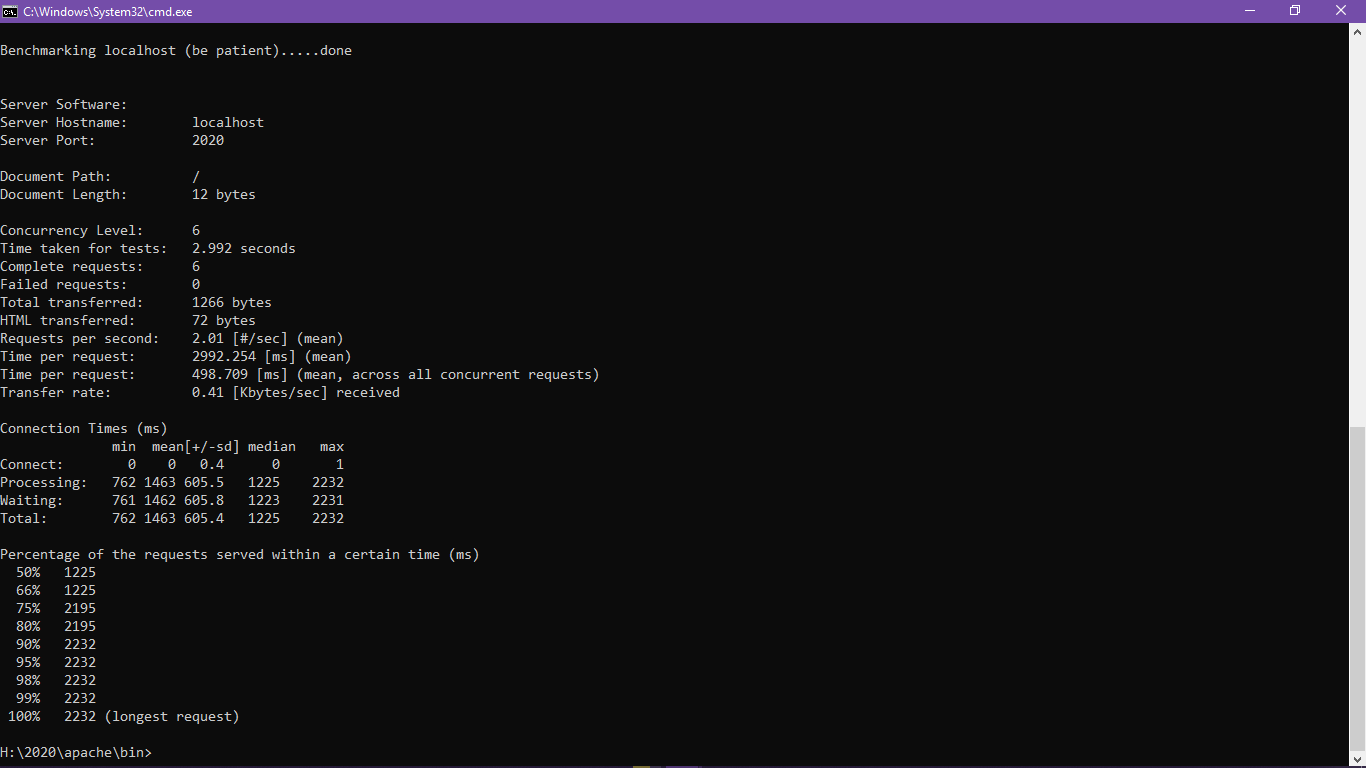 C:\Windows\System32\cmd.exe
Benchmarking localhost (be patient).....done
Server Software:
Server Hostname:        localhost
Server Port:            2020
Document Path:          /
Document Length:        12 bytes
Concurrency Level:      6
Time taken for tests:   2.992 seconds
Complete requests:      6
Failed requests:        0
Total transferred:      1266 bytes
HTML transferred:       72 bytes
Requests per second:    2.01 [#/sec] (mean)
Time per request:       2992.254 [ms] (mean)
Time per request:       498.709 [ms] (mean, across all concurrent requests)
Transfer rate:          0.41 [Kbytes/sec] received
Connection Times (ms)
              min  mean[+/-sd] median   max
Connect:        0    0   0.4      0       1
Processing:   762 1463 605.5   1225    2232
Waiting:      761 1462 605.8   1223    2231
Total:        762 1463 605.4   1225    2232
Percentage of the requests served within a certain time (ms)
  50%   1225
  66%   1225
  75%   2195
  80%   2195
  90%   2232
  95%   2232
  98%   2232
  99%   2232
 100%   2232 (longest request)
H:\2020\apache\bin>